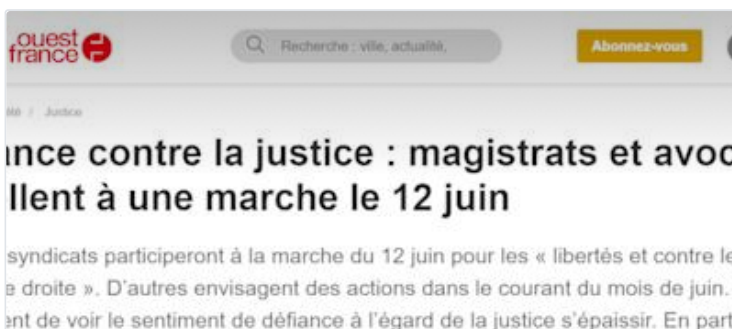 ouest
france
Recherche : ville, actualité,
Abonnez-vous
/ Justice
ance contre la justice : magistrats et avoc
llent à une marche le 12 juin
syndicats participeront à la marche du 12 juin pour les « libertés et contre le
e droite ». D’autres envisagent des actions dans le courant du mois de juin.
ent de voir le sentiment de défiance à l’égard de la justice s’épaissir. En part